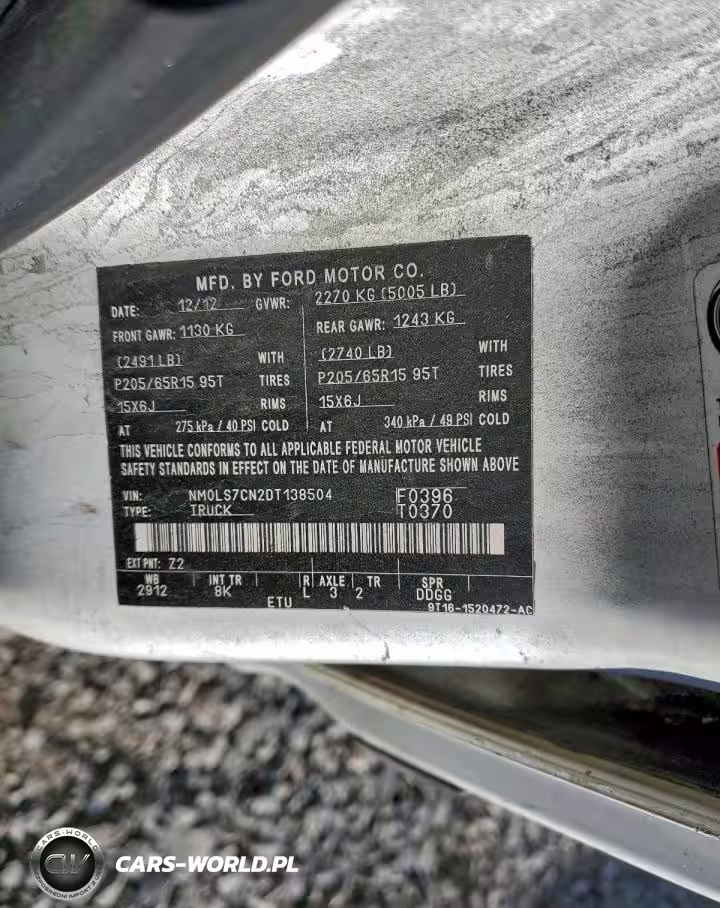 MFD. BY FORD MOTOR CO.
DATE: 12/12 GVWR: 2270 KG (5005 LB)
FRONT GAWR: 1130 KG REAR GAWR: 1243 KG
(2491 LB) WITH (2740 LB) WITH
P205/65R15 95T TIRES P205/65R15 95T TIRES
15X6J RIMS 15X6J RIMS
AT 275 kPa / 40 PSI COLD AT 340 kPa / 49 PSI COLD
THIS VEHICLE CONFORMS TO ALL APPLICABLE FEDERAL MOTOR VEHICLE
SAFETY STANDARDS IN EFFECT ON THE DATE OF MANUFACTURE SHOWN ABOVE
VIN: NM0LS7CN2DT138504 F0396
TYPE: TRUCK T0370
EXT PNT: Z2
WB INT TR R AXLE TR SPR
2912 8K L 3 2 DDGG
ETU 9T16-1520472-AC
CARS-WORLD
CW
CARS-WORLD.PL